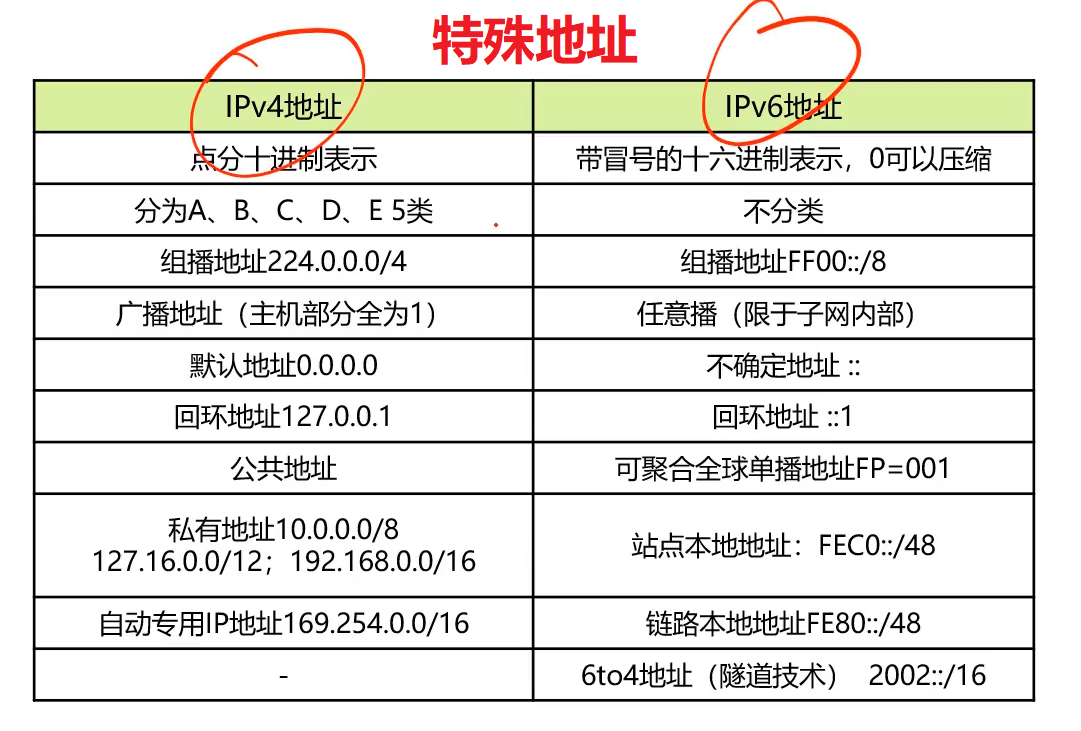 特殊地址
IPv4地址 IPv6地址
点分十进制表示 带冒号的十六进制表示，0可以压缩
分为A、B、C、D、E 5类 不分类
组播地址224.0.0.0/4 组播地址FF00::/8
广播地址（主机部分全为1） 任意播（限于子网内部）
默认地址0.0.0.0 不确定地址 ::
回环地址127.0.0.1 回环地址 ::1
公共地址 可聚合全球单播地址FP=001
私有地址10.0.0.0/8
127.16.0.0/12；192.168.0.0/16 站点本地地址：FEC0::/48
自动专用IP地址169.254.0.0/16 链路本地地址FE80::/48
- 6to4地址（隧道技术） 2002::/16